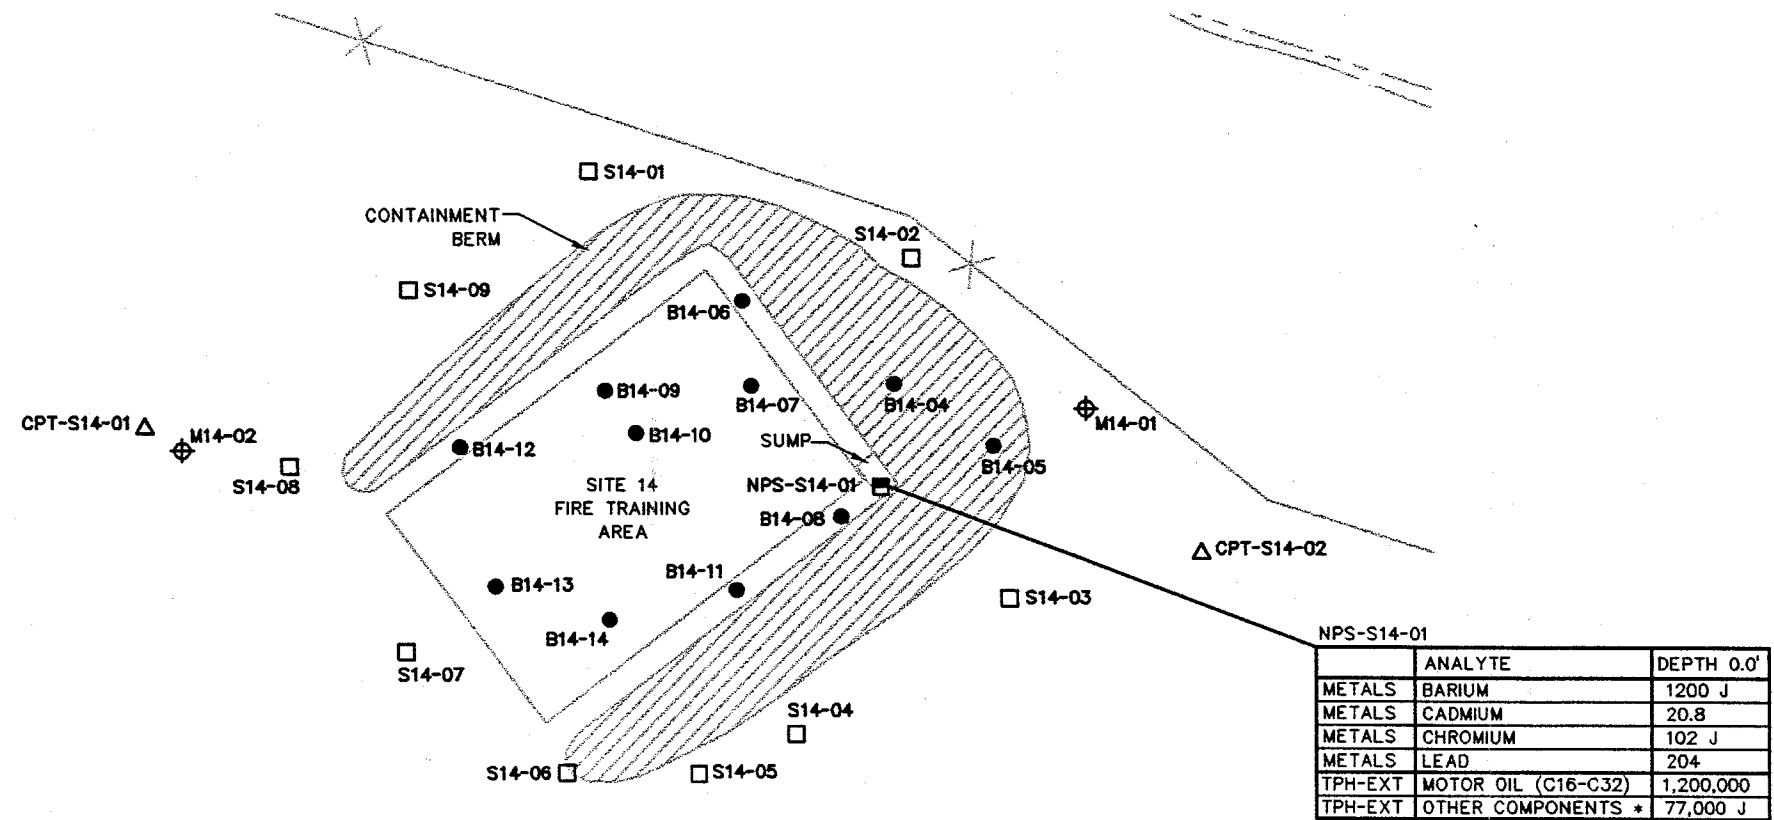 S14-01
CONTAINMENT
BERM
S14-02
S14-09
B14-06
B14-09
B14-07
B14-04
CPT-S14-01
M14-02
M14-01
B14-10
B14-12
SUMP
B14-05
S14-08
SITE 14
FIRE TRAINING
AREA
NPS-S14-01
B14-08
CPT-S14-02
B14-11
B14-13
S14-03
B14-14
NPS-S14-01
S14-07
ANALYTE DEPTH 0.0'
METALS BARIUM 1200 J
METALS CADMIUM 20.8
METALS CHROMIUM 102 J
METALS LEAD 204
TPH-EXT MOTOR OIL (C16-C32) 1,200,000
TPH-EXT OTHER COMPONENTS * 77,000 J
S14-04
S14-06
S14-05